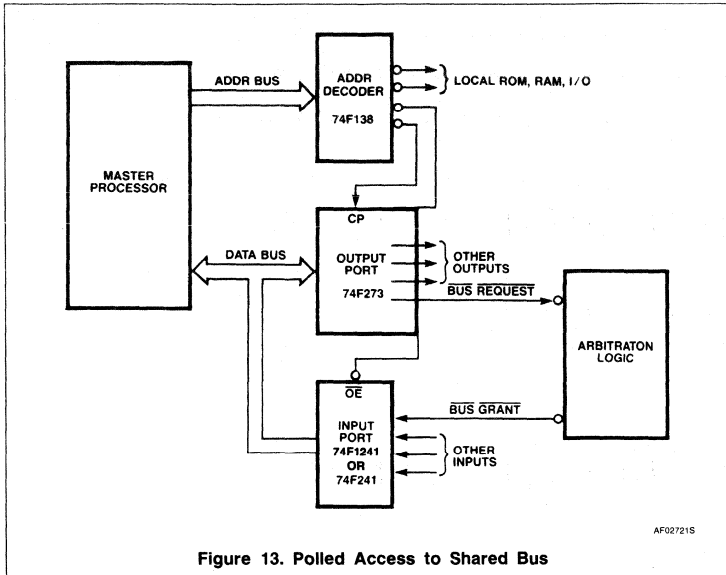 ADDR BUS
ADDR
DECODER
74F138
LOCAL ROM, RAM, I/O
MASTER
PROCESSOR
CP
DATA BUS
OUTPUT
PORT
74F273
OTHER
OUTPUTS
BUS REQUEST
ARBITRATON
LOGIC
OE
INPUT
PORT
74F1241
OR
74F241
BUS GRANT
OTHER
INPUTS
AF02721S
Figure 13. Polled Access to Shared Bus